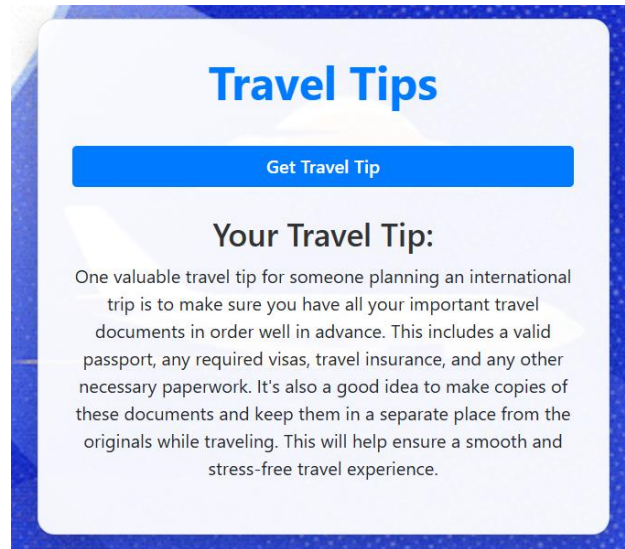 Travel Tips
Get Travel Tip
Your Travel Tip:
One valuable travel tip for someone planning an international
trip is to make sure you have all your important travel
documents in order well in advance. This includes a valid
passport, any required visas, travel insurance, and any other
necessary paperwork. It's also a good idea to make copies of
these documents and keep them in a separate place from the
originals while traveling. This will help ensure a smooth and
stress-free travel experience.